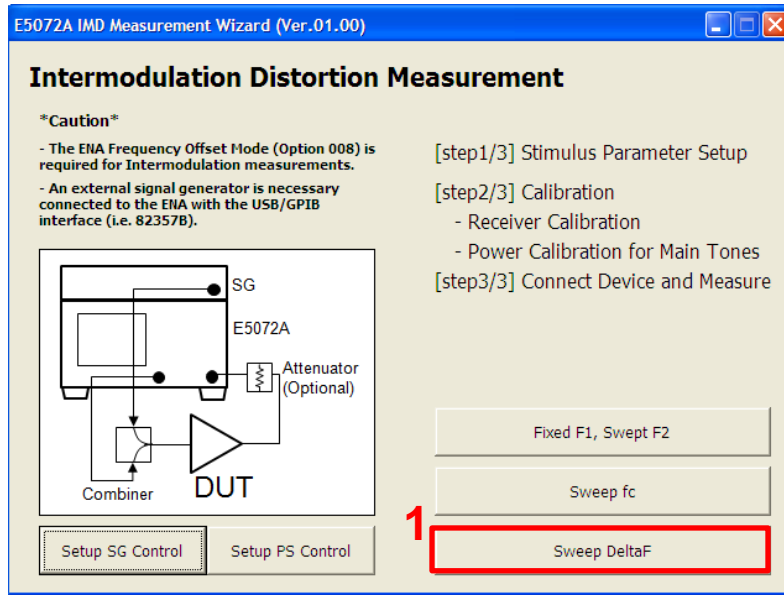 E5072A IMD Measurement Wizard (Ver.01.00)
Intermodulation Distortion Measurement
*Caution*
- The ENA Frequency Offset Mode (Option 008) is
required for Intermodulation measurements.
- An external signal generator is necessary
connected to the ENA with the USB/GPIB
interface (i.e. 82357B).
SG
E5072A
Attenuator
(Optional)
Combiner
DUT
Setup SG Control
Setup PS Control
[step1/3] Stimulus Parameter Setup
[step2/3] Calibration
- Receiver Calibration
- Power Calibration for Main Tones
[step3/3] Connect Device and Measure
Fixed F1, Swept F2
Sweep fc
1
Sweep DeltaF